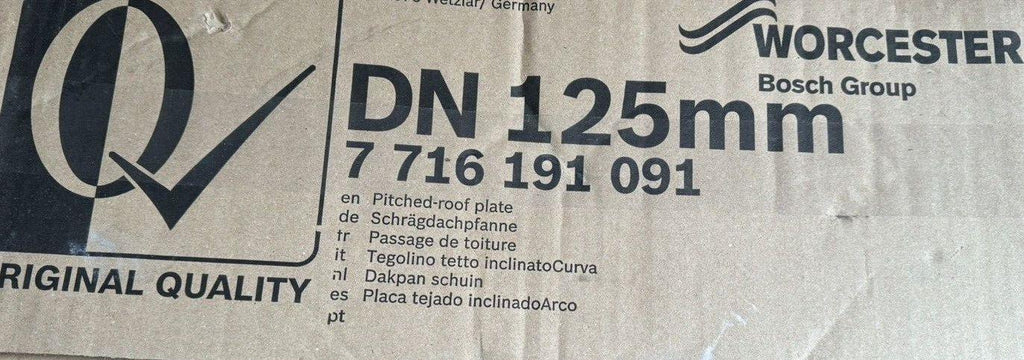 Wetzlar/ Germany
WORCESTER
Bosch Group
DN 125mm
7 716 191 091
en Pitched-roof plate
de Schrägdachpfanne
fr Passage de toiture
it Tegolino tetto inclinatoCurva
nl Dakpan schuin
es Placa tejado inclinadoArco
pt
Q
RIGINAL QUALITY